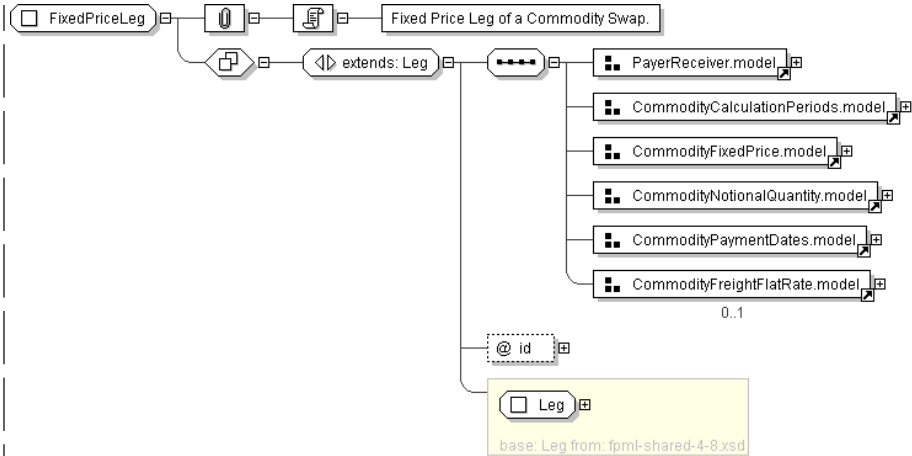 FixedPriceLeg
Fixed Price Leg of a Commodity Swap.
extends: Leg
PayerReceiver.model
CommodityCalculationPeriods.model
CommodityFixedPrice.model
CommodityNotionalQuantity.model
CommodityPaymentDates.model
CommodityFreightFlatRate.model
0..1
@ id
Leg
base: Leg from: fpml-shared-4-8.xsd